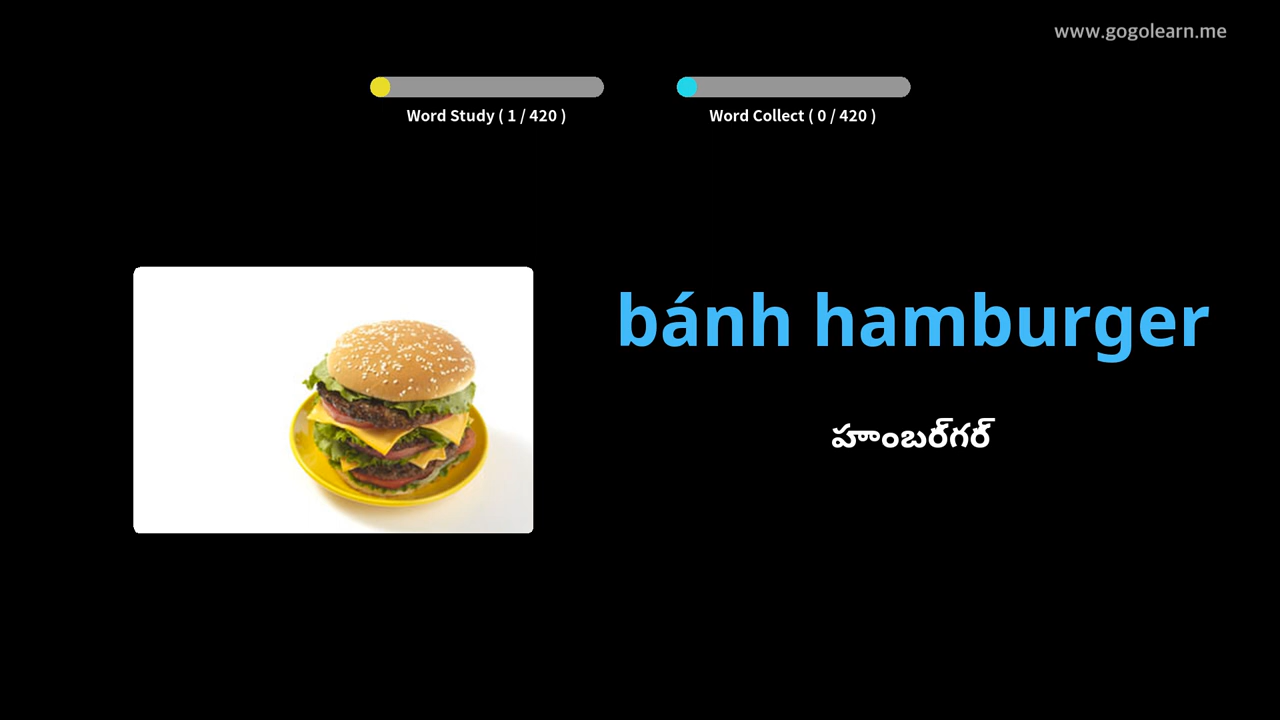 www.gogolearn.me
Word Study ( 1 / 420 )
Word Collect ( 0 / 420 )
bánh hamburger
హాంబర్‌గర్